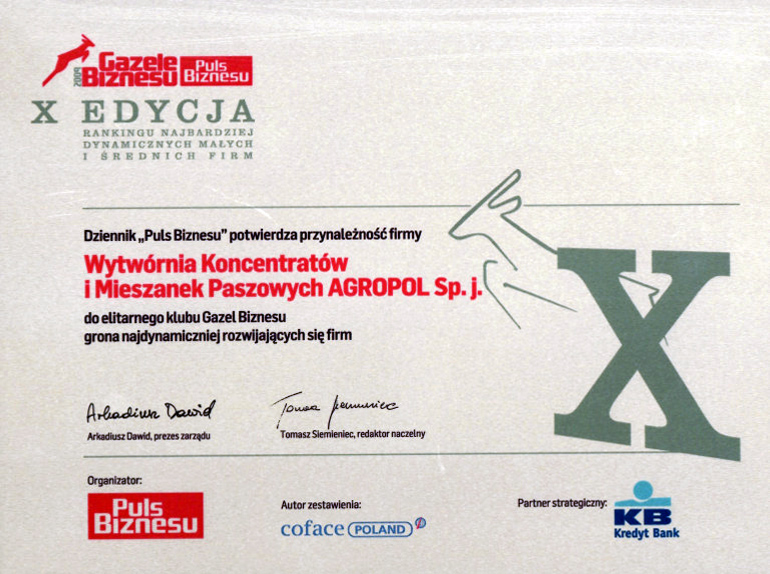 2009
Gazele
Biznesu
Puls
Biznesu
X EDYCJA
RANKINGU NAJBARDZIEJ
DYNAMICZNYCH MAŁYCH
I ŚREDNICH FIRM
Dziennik „Puls Biznesu” potwierdza przynależność firmy
Wytwórnia Koncentratów
i Mieszanek Paszowych AGROPOL Sp. j.
do elitarnego klubu Gazel Biznesu
grona najdynamiczniej rozwijających się firm
X
Arkadiusz Dawid
Arkadiusz Dawid, prezes zarządu
Tomasz Siemieniec
Tomasz Siemieniec, redaktor naczelny
Organizator:
Puls
Biznesu
Autor zestawienia:
coface POLAND
Partner strategiczny:
KB
Kredyt Bank